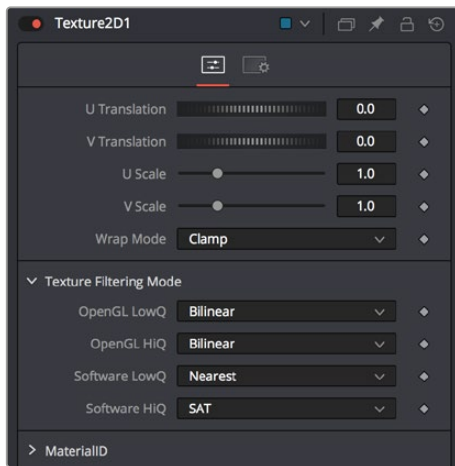 Texture2D1
U Translation 0.0
V Translation 0.0
U Scale 1.0
V Scale 1.0
Wrap Mode Clamp
Texture Filtering Mode
OpenGL LowQ Bilinear
OpenGL HiQ Bilinear
Software LowQ Nearest
Software HiQ SAT
MaterialID